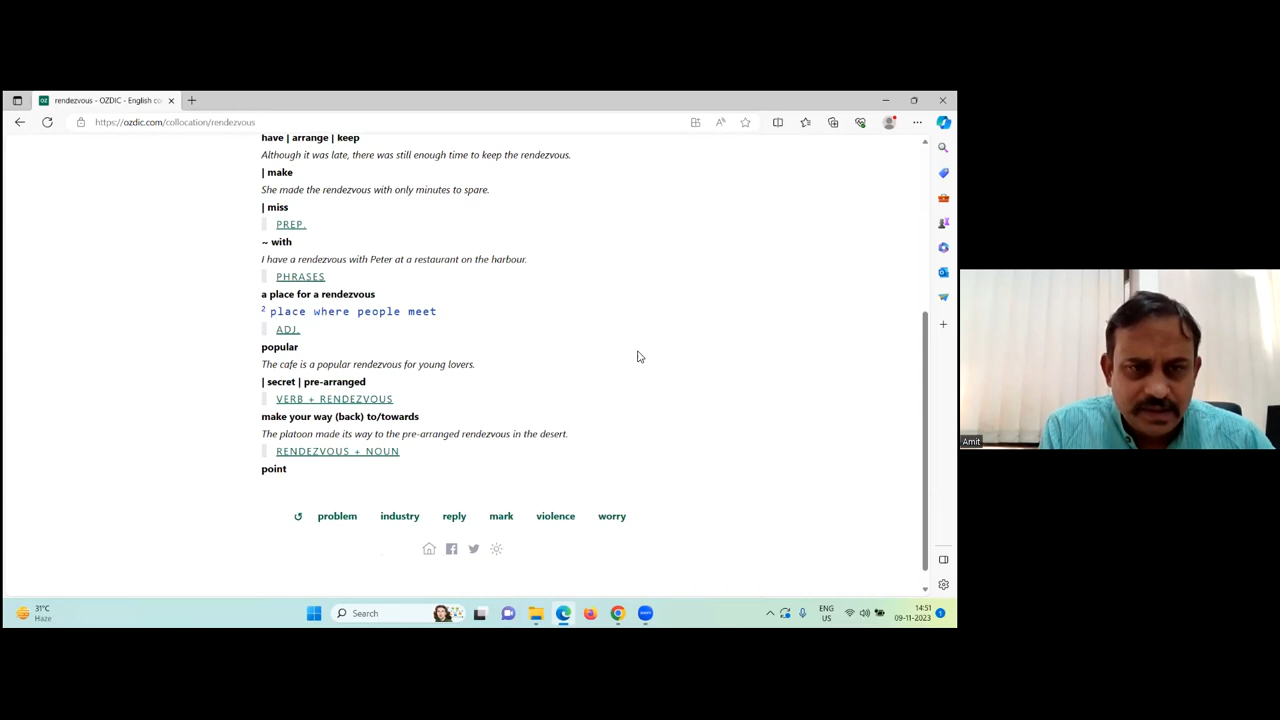 rendezvous - OZDIC - English co
https://ozdic.com/collocation/rendezvous
have | arrange | keep
Although it was late, there was still enough time to keep the rendezvous.
| make
She made the rendezvous with only minutes to spare.
| miss
PREP.
~ with
I have a rendezvous with Peter at a restaurant on the harbour.
PHRASES
a place for a rendezvous
2 place where people meet
ADJ.
popular
The cafe is a popular rendezvous for young lovers.
| secret | pre-arranged
VERB + RENDEZVOUS
make your way (back) to/towards
The platoon made its way to the pre-arranged rendezvous in the desert.
RENDEZVOUS + NOUN
point
problem industry reply mark violence worry
Amit
31°C
Haze
Search
ENG
US
14:51
09-11-2023